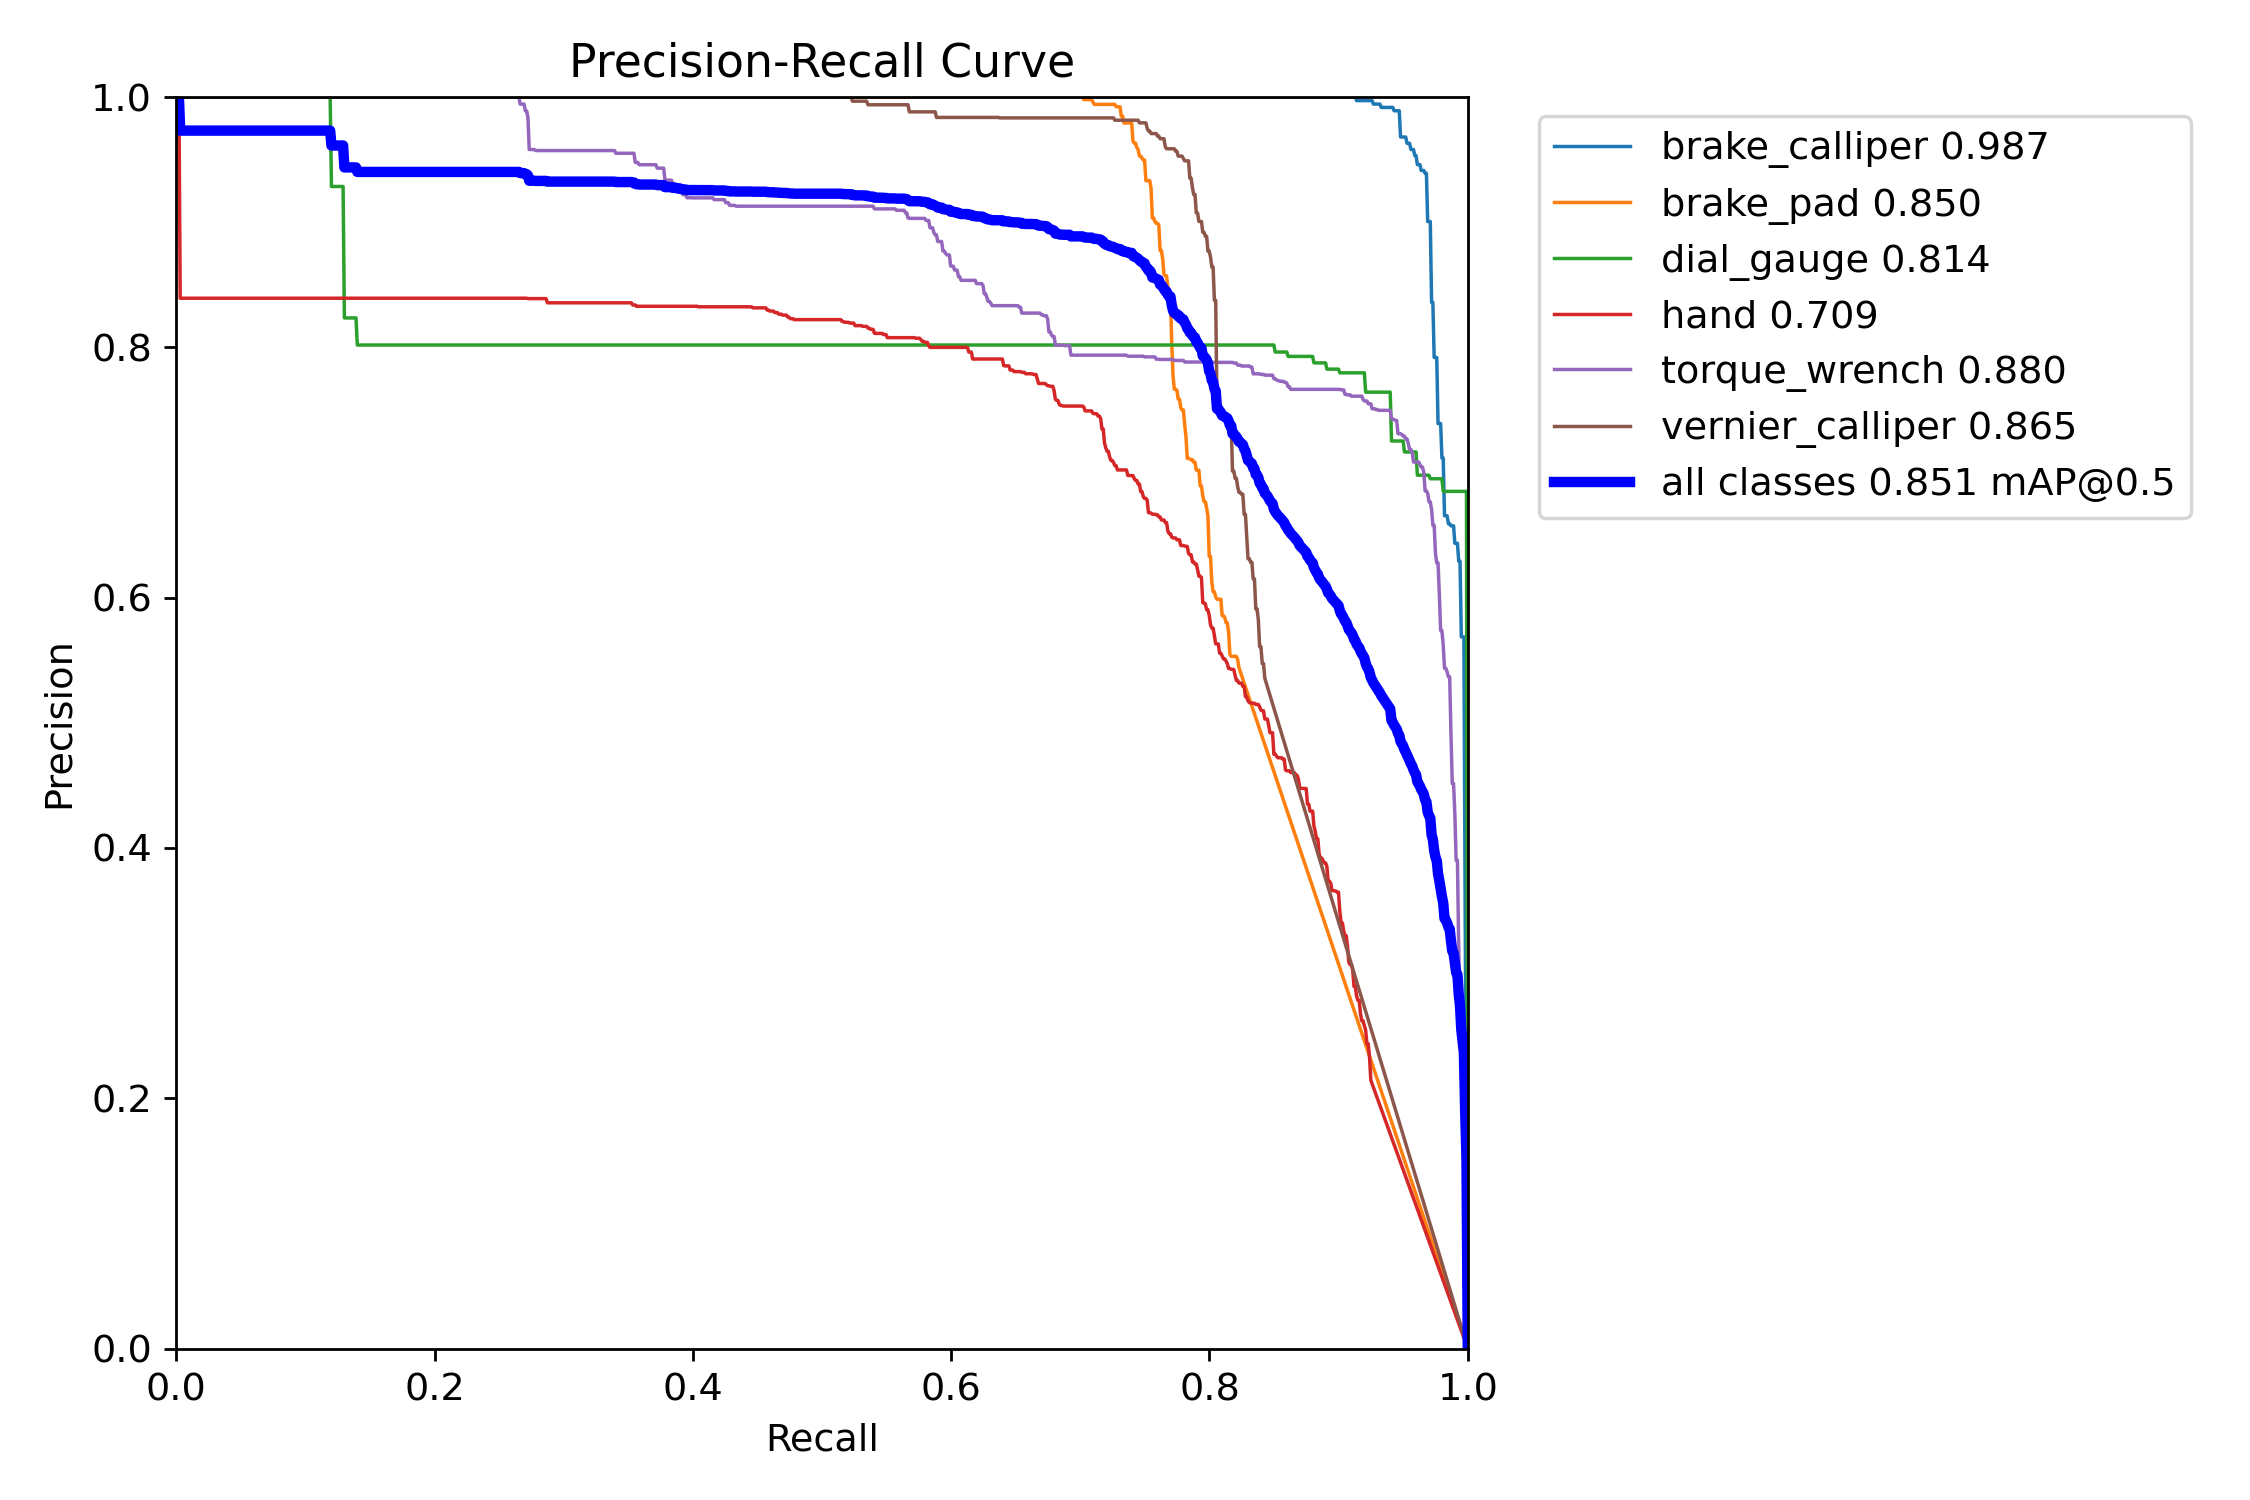 Precision-Recall Curve
1.0
0.8
0.6
0.4
0.2
0.0
Precision
0.0 0.2 0.4 0.6 0.8 1.0
Recall
brake_calliper 0.987
brake_pad 0.850
dial_gauge 0.814
hand 0.709
torque_wrench 0.880
vernier_calliper 0.865
all classes 0.851 mAP@0.5